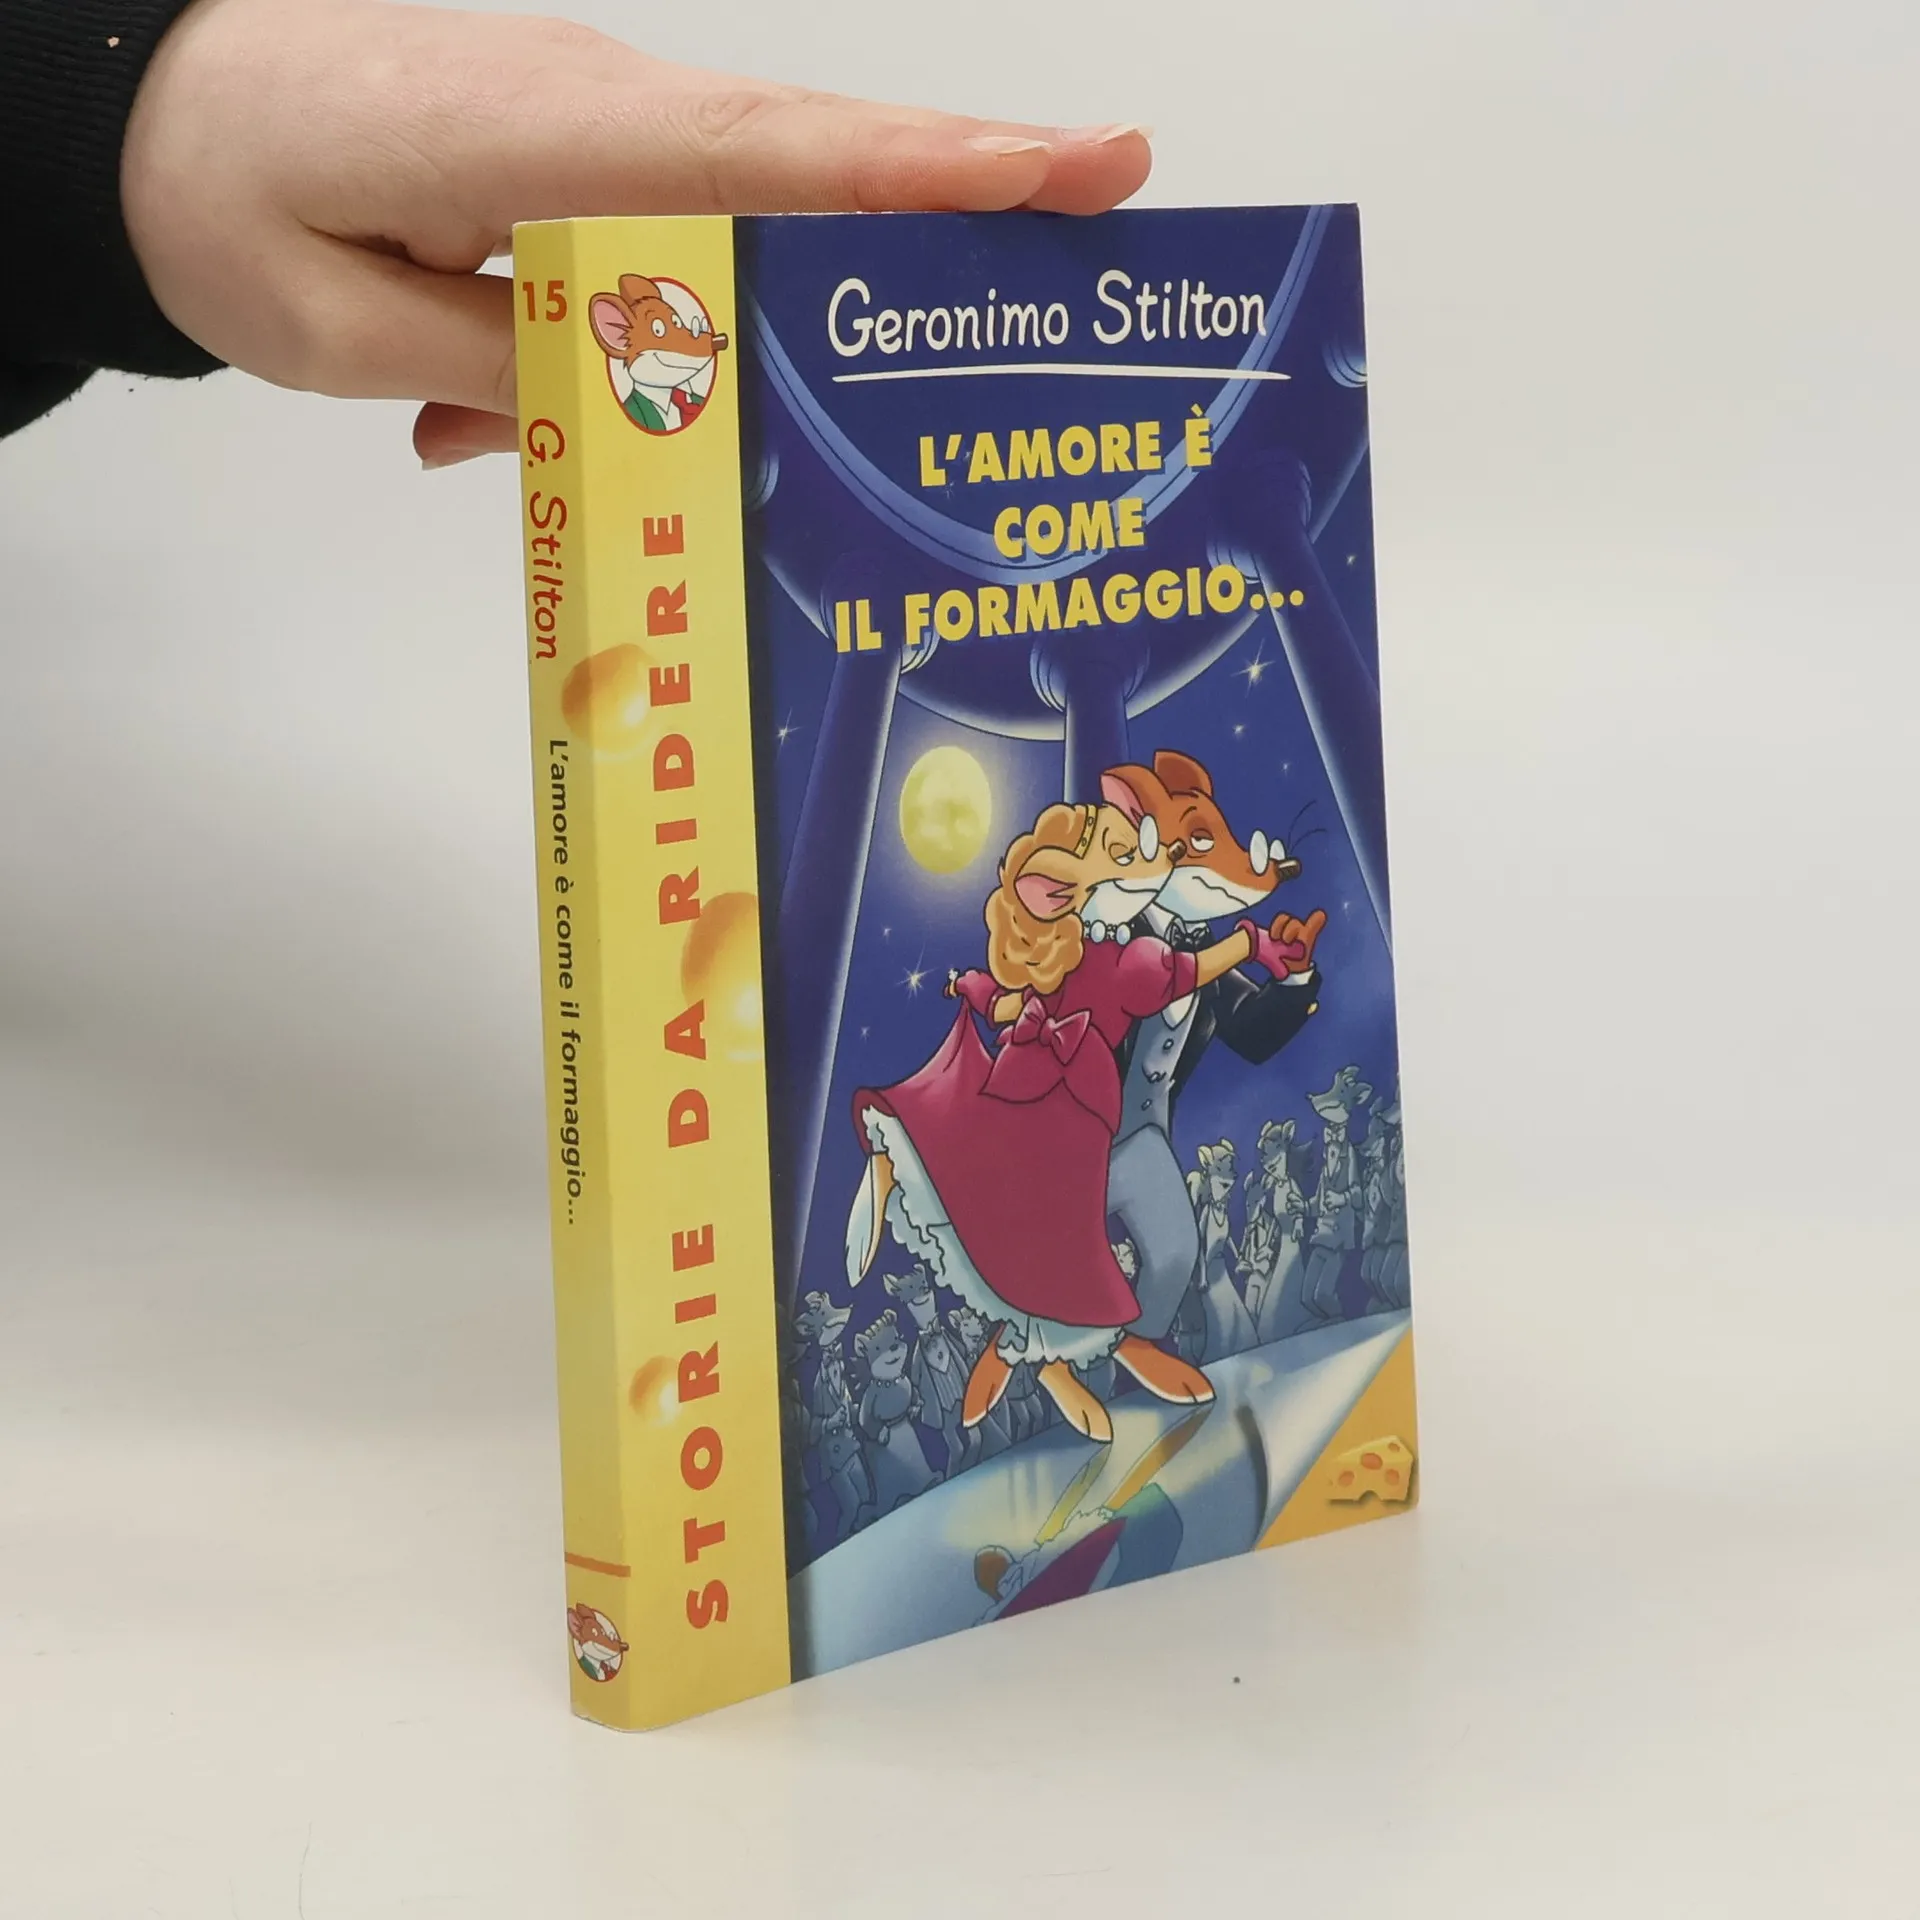 15
G. Stilton
L'amore è come il formaggio...
STORIE DA RIDERE
Geronimo Stilton
L'AMORE È
COME
IL FORMAGGIO...